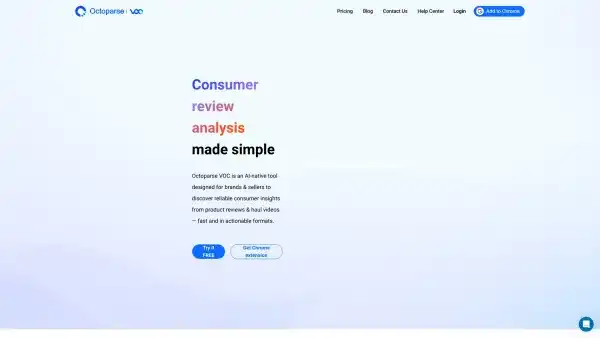 Octoparse VOC
Pricing
Blog
Contact Us
Help Center
Login
Add to Chrome
Consumer
review
analysis
made simple
Octoparse VOC is an AI-native tool
designed for brands & sellers to
discover reliable consumer insights
from product reviews & haul videos
— fast and in actionable formats.
Try it
FREE
Get Chrome
extension